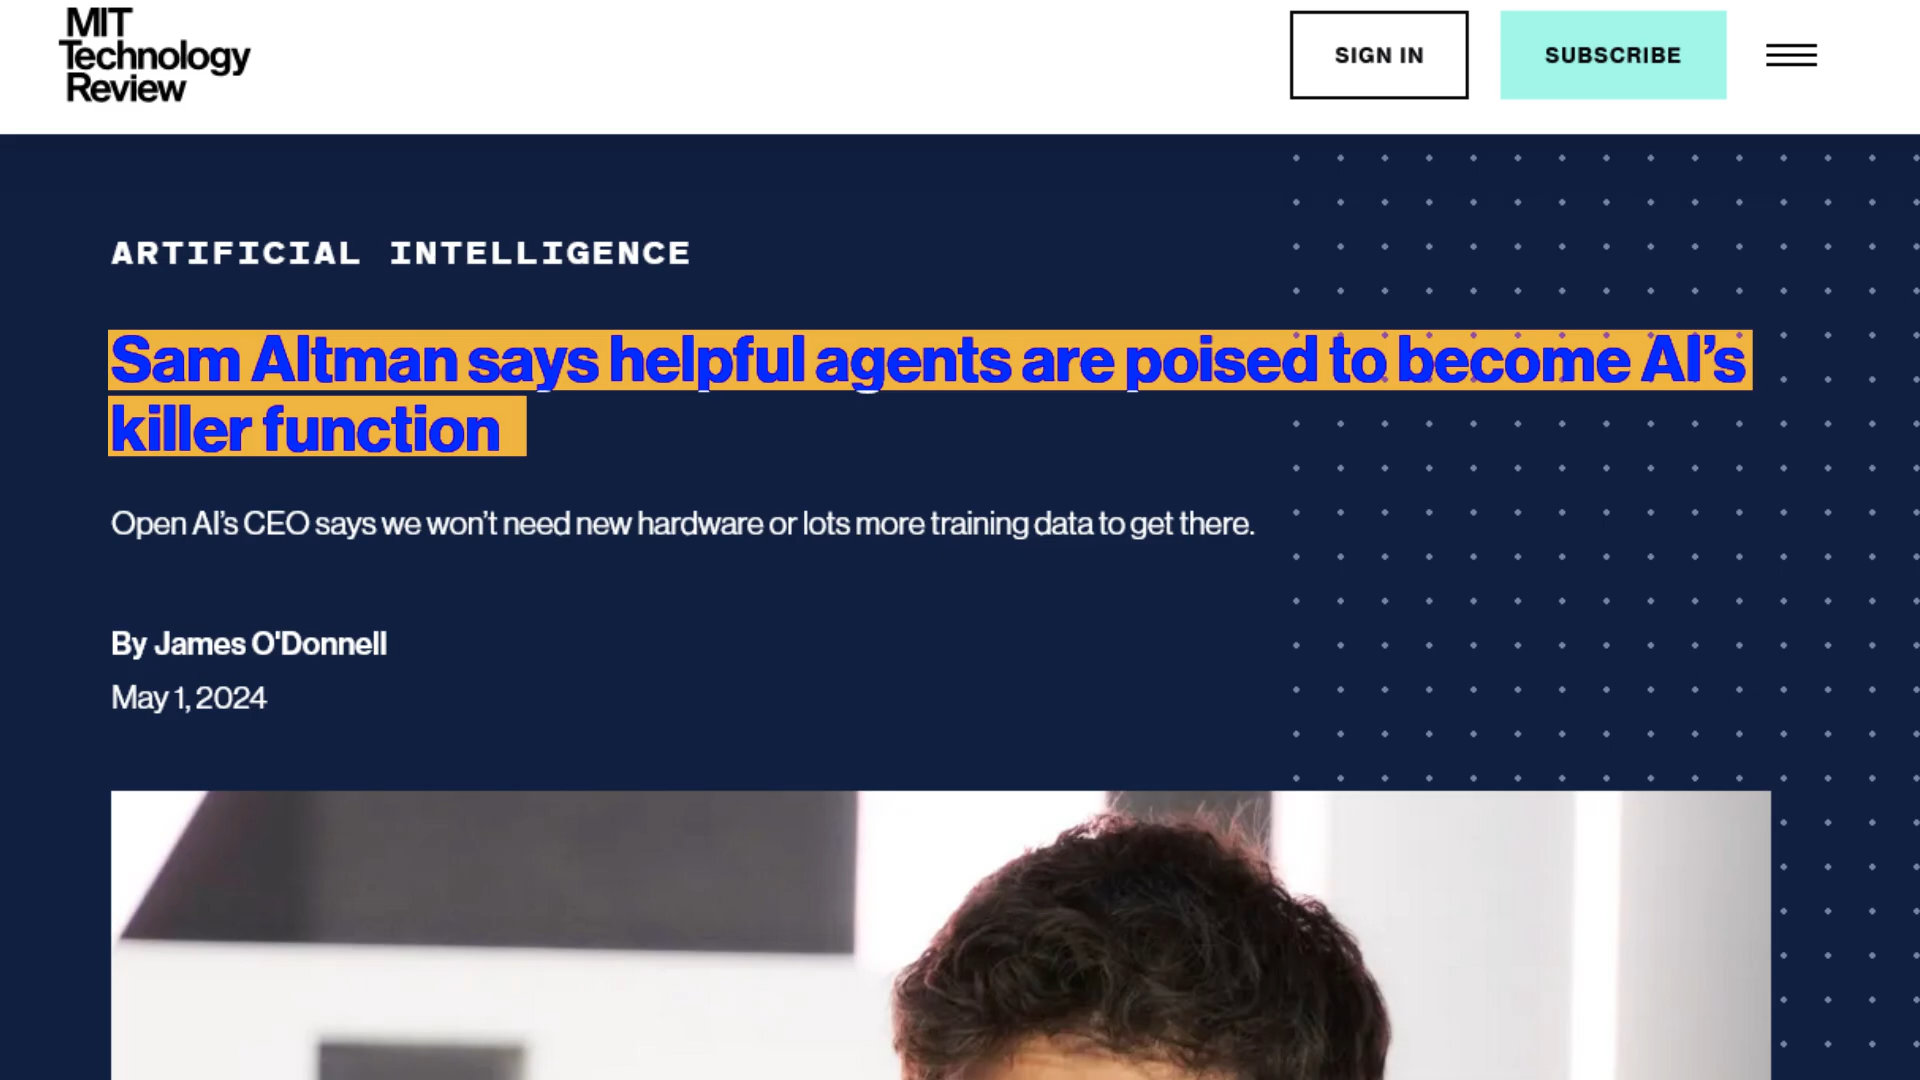 MIT
Technology
Review
SIGN IN
SUBSCRIBE
ARTIFICIAL INTELLIGENCE
Sam Altman says helpful agents are poised to become AI’s
killer function
Open AI’s CEO says we won’t need new hardware or lots more training data to get there.
By James O'Donnell
May 1, 2024